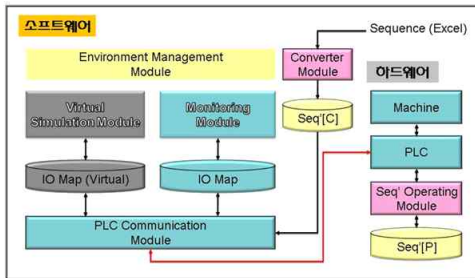 소프트웨어
Sequence (Excel)
Environment Management
Module
Converter
Module
하드웨어
Virtual
Simulation Module
Monitoring
Module
Seq'[C]
Machine
IO Map (Virtual)
IO Map
PLC
PLC Communication
Module
Seq' Operating
Module
Seq'[P]